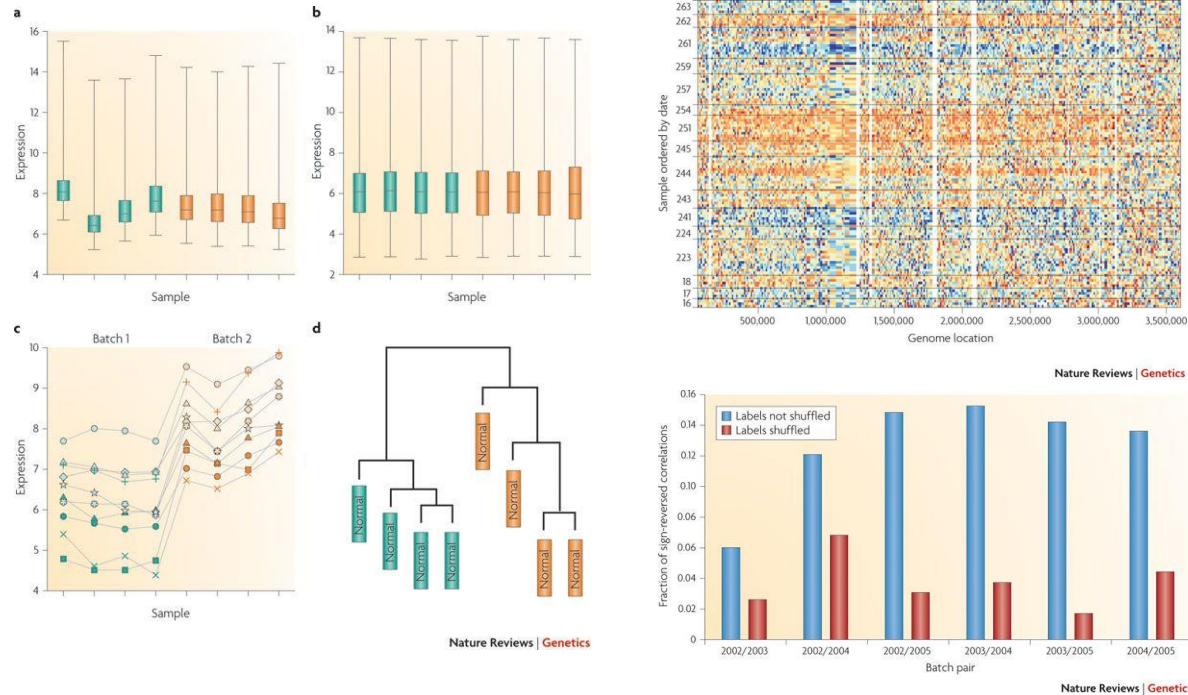 a
16
14
12
10
8
6
4
Expression
Sample
b
14
12
10
8
6
4
2
Expression
Sample
c
Batch 1
Batch 2
10
9
8
7
6
5
4
Expression
Sample
d
Normal
Normal
Normal
Normal
Normal
Normal
Normal
Normal
Nature Reviews | Genetics
263
262
261
259
257
254
251
245
244
243
241
224
223
18
17
16
Sample ordered by date
500,000 1,000,000 1,500,000 2,000,000 2,500,000 3,000,000 3,500,000
Genome location
Nature Reviews | Genetics
0.16
0.14
0.12
0.10
0.06
0.06
0.04
0.02
0
Fraction of sign-reversed correlations
Labels not shuffled
Labels shuffled
2002/2003 2002/2004 2002/2005 2003/2004 2003/2005 2004/2005
Batch pair
Nature Reviews | Genetic